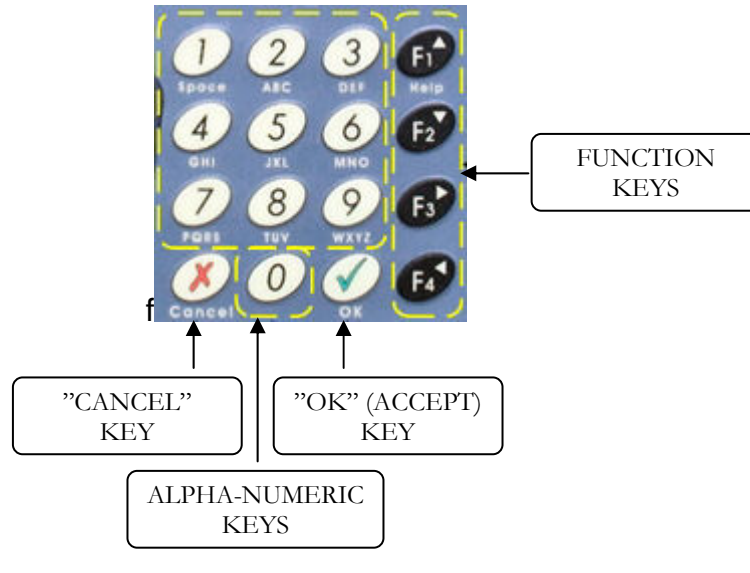 1 2 3 F1
Space ABC DEF Help
4 5 6 F2
GHI JKL MNO
7 8 9 F3
PQRS TUV WXYZ
0 F4
f Cancel OK
FUNCTION
KEYS
”CANCEL”
KEY
”OK” (ACCEPT)
KEY
ALPHA-NUMERIC
KEYS